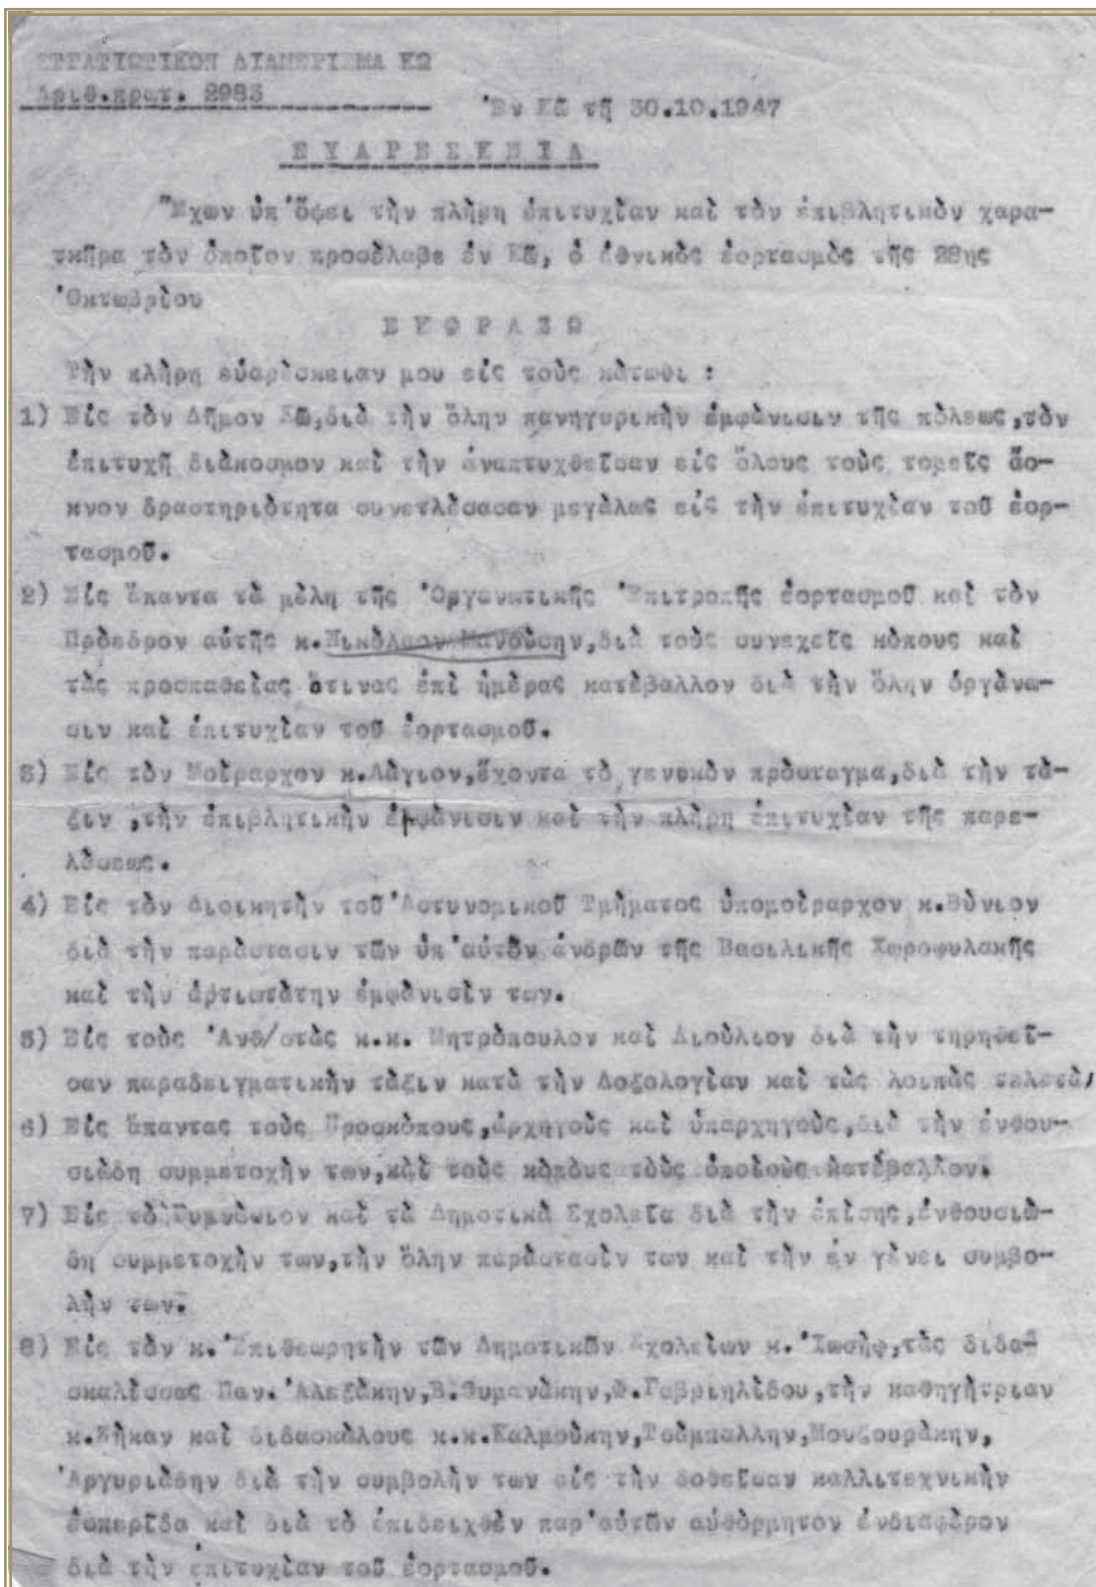 ΣΤΡΑΤΙΩΤΙΚΟΝ ΔΙΑΜΕΡΙΣΜΑ ΚΩ
Αριθ.πρωτ. 2983
Ἐν Κῷ τῇ 30.10.1947
ΕΥΑΡΕΣΚΕΙΑ
Ἔχων ὑπ'ὄψει τὴν πλήρη ἐπιτυχίαν καὶ τὸν ἐπιβλητικὸν χαρα-
τκῆρα τὸν ὁποῖον προσέλαβε ἐν Κῷ, ὁ ἐθνικὸς ἑορτασμὸς τῆς 28ης
Ὀκτωβρίου
ΕΚΦΡΑΖΩ
Τὴν πλήρη εὐαρέσκειαν μου εἰς τοὺς κάτωθι :
1) Εἰς τὸν Δῆμον Κῶ,διὰ τὴν ὅλην πανηγυρικὴν ἐμφάνισιν τῆς πόλεως,τὸν
ἐπιτυχῆ διάκοσμον καὶ τὴν ἀναπτυχθεῖσαν εἰς ὅλους τοὺς τομεῖς ἄο-
κνον δραστηριότητα συνετλέσασαν μεγάλως εἰς τὴν ἐπιτυχίαν τοῦ ἑορ-
τασμοῦ.
2) Εἰς ἅπαντα τὰ μέλη τῆς Ὀργανωτικῆς Ἐπιτροπῆς ἑορτασμοῦ καὶ τὸν
Πρόεδρον αὐτῆς κ.Νικόλαον Μανούσην,διὰ τοὺς συνεχεῖς κόπους καὶ
τὰς προσπαθείας ἅτινας ἐπὶ ἡμέρας κατέβαλλον διὰ τὴν ὅλην ὀργάνω-
σιν καὶ ἐπιτυχίαν τοῦ ἑορτασμοῦ.
3) Εἰς τὸν Μοίραρχον κ.Λάγιον,ἔχοντα τὸ γενικὸν πρόσταγμα,διὰ τὴν τά-
ξιν ,τὴν ἐπιβλητικὴν ἐμφάνισιν καὶ τὴν πλήρη ἐπιτυχίαν τῆς παρε-
λάσεως.
4) Εἰς τὸν Διοικητὴν τοῦ Ἀστυνομικοῦ Τμήματος ὑπομοίραρχον κ.Βύνιον
διὰ τὴν παράστασιν τῶν ὑπ'αὐτὸν ἀνδρῶν τῆς Βασιλικῆς Χωροφυλακῆς
καὶ τὴν ἀρτιωτάτην ἐμφάνισίν των.
5) Εἰς τοὺς Ἀνθ/στὰς κ.κ. Μητρόπουλον καὶ Διούλιον διὰ τὴν τηρηθεῖ-
σαν παραδειγματικὴν τάξιν κατὰ τὴν Δοξολογίαν καὶ τὰς λοιπὰς τελετὰ
6) Εἰς ἅπαντας τοὺς Προσκόπους,ἀρχηγοὺς καὶ ὑπαρχηγοὺς,διὰ τὴν ἐνθου-
σιώδη συμμετοχήν των,καὶ τοὺς κόπους τοὺς ὁποίους κατέβαλλον.
7) Εἰς τὸ Γυμνάσιον καὶ τὰ Δημοτικὰ Σχολεῖα διὰ τὴν ἐπίσης,ἐνθουσιώ-
δη συμμετοχήν των,τὴν ὅλην παράστασίν των καὶ τὴν ἐν γένει συμβο-
λήν των.
8) Εἰς τὸν κ.Ἐπιθεωρητὴν τῶν Δημοτικῶν Σχολείων κ.Ἰωσὴφ,τὰς διδα-
σκαλίσσας Παν.Ἀλεξάκην,Β.Θυμανάκην,Φ.Γαβριηλίδου,τὴν καθηγήτριαν
κ.Σήκαν καὶ διδασκάλους κ.κ.Καλμούκην,Τσάμπαλλην,Μουζουράκην,
Ἀργυριάδην διὰ τὴν συμβολήν των εἰς τὴν δοθεῖσαν καλλιτεχνικὴν
ἑσπερίδα καὶ διὰ τὸ ἐπιδειχθὲν παρ'αὐτῶν αὐθόρμητον ἐνδιαφέρον
διὰ τὴν ἐπιτυχίαν τοῦ ἑορτασμοῦ.